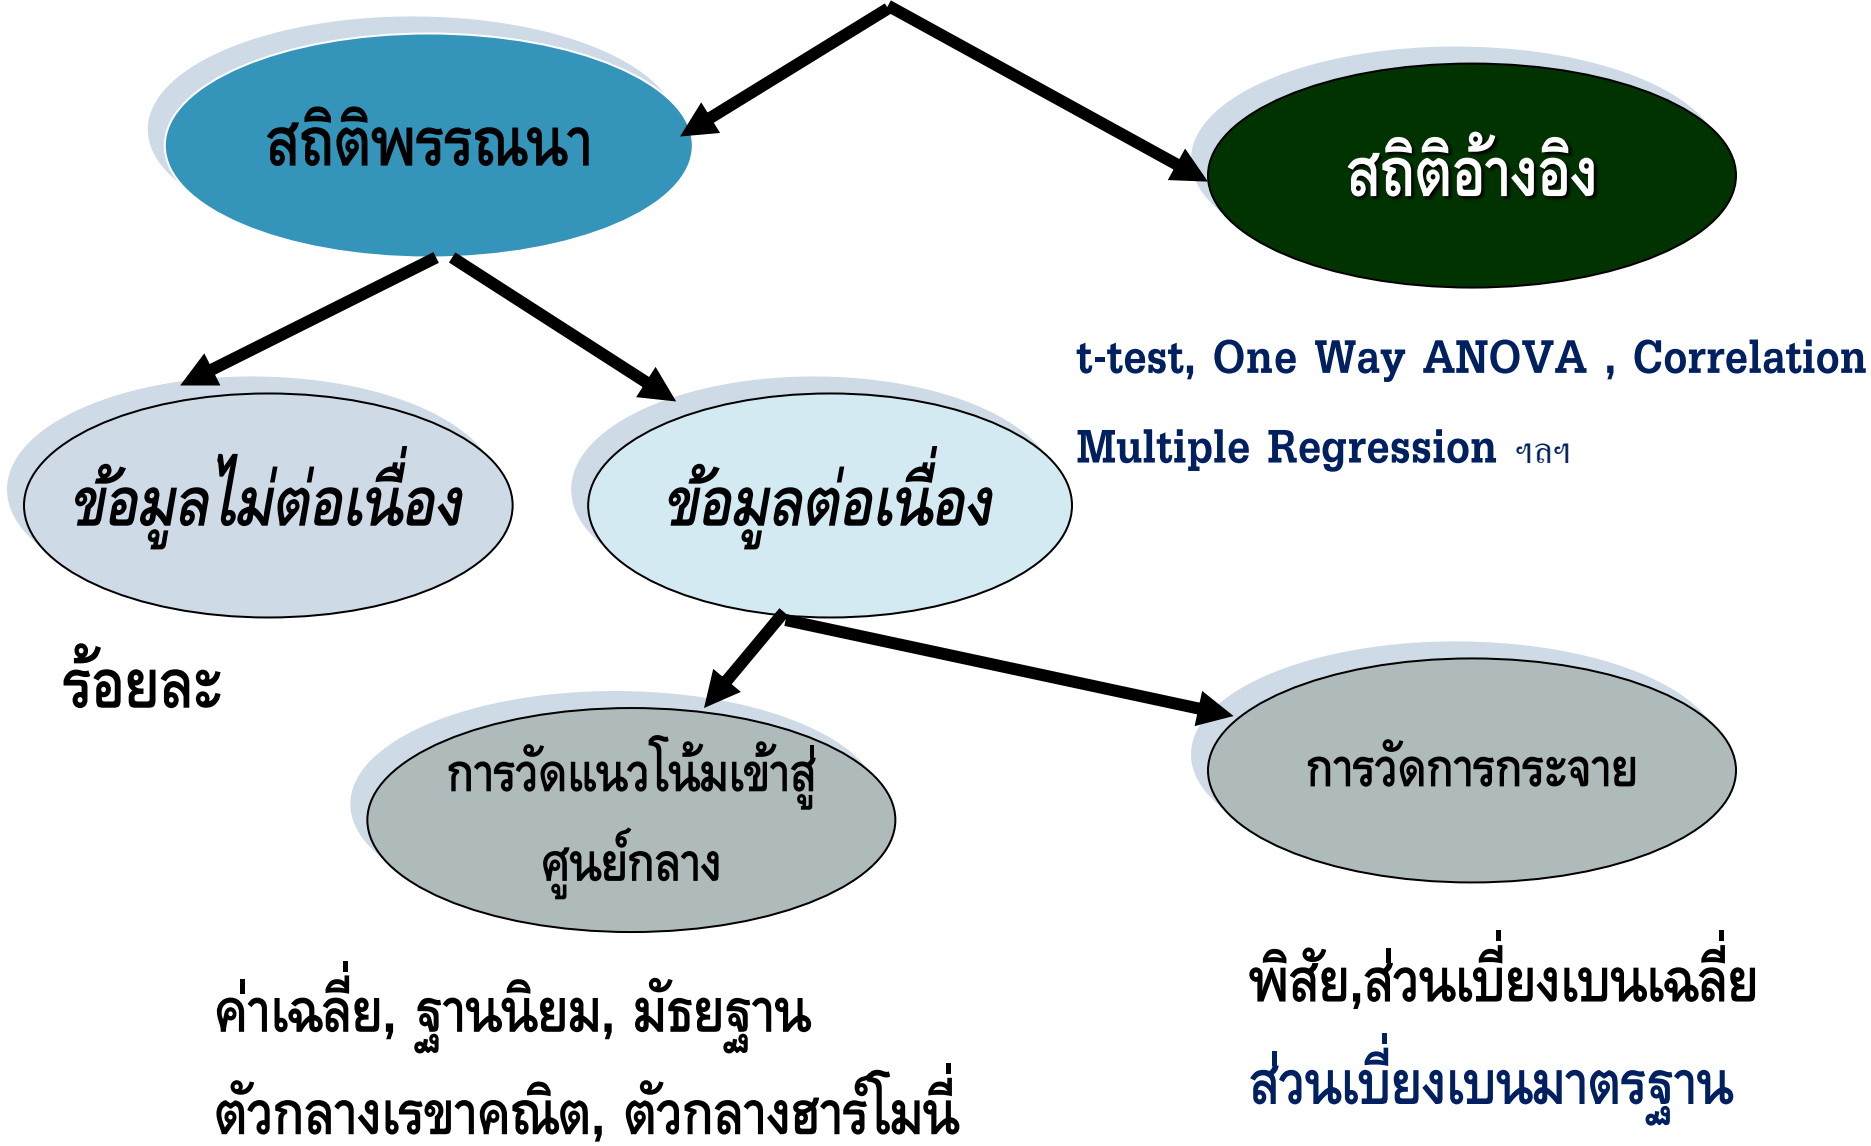 สถิติพรรณนา
สถิติอ้างอิง
t-test, One Way ANOVA , Correlation
Multiple Regression ฯลฯ
ข้อมูลไม่ต่อเนื่อง
ข้อมูลต่อเนื่อง
ร้อยละ
การวัดแนวโน้มเข้าสู่
ศูนย์กลาง
การวัดการกระจาย
ค่าเฉลี่ย, ฐานนิยม, มัธยฐาน
ตัวกลางเรขาคณิต, ตัวกลางฮาร์โมนี่
พิสัย,ส่วนเบี่ยงเบนเฉลี่ย
ส่วนเบี่ยงเบนมาตรฐาน